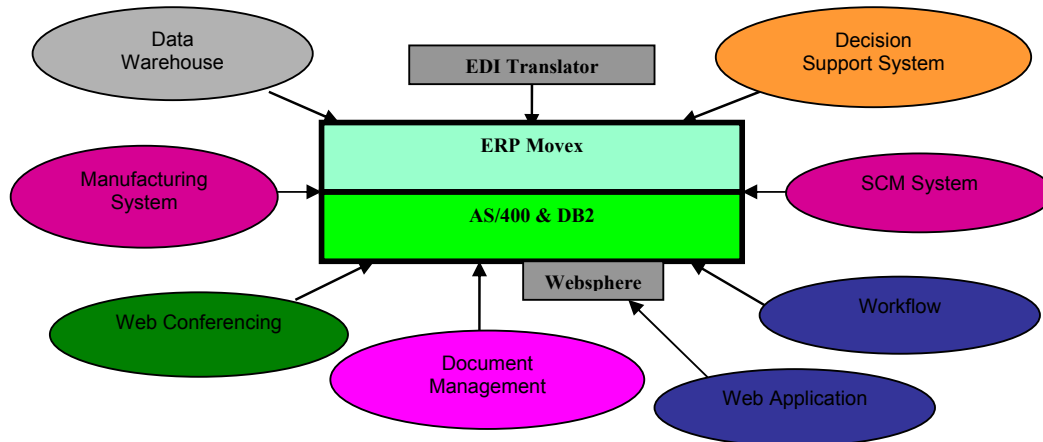 Data
Warehouse
EDI Translator
Decision
Support System
ERP Movex
Manufacturing
System
SCM System
AS/400 & DB2
Websphere
Web Conferencing
Workflow
Document
Management
Web Application